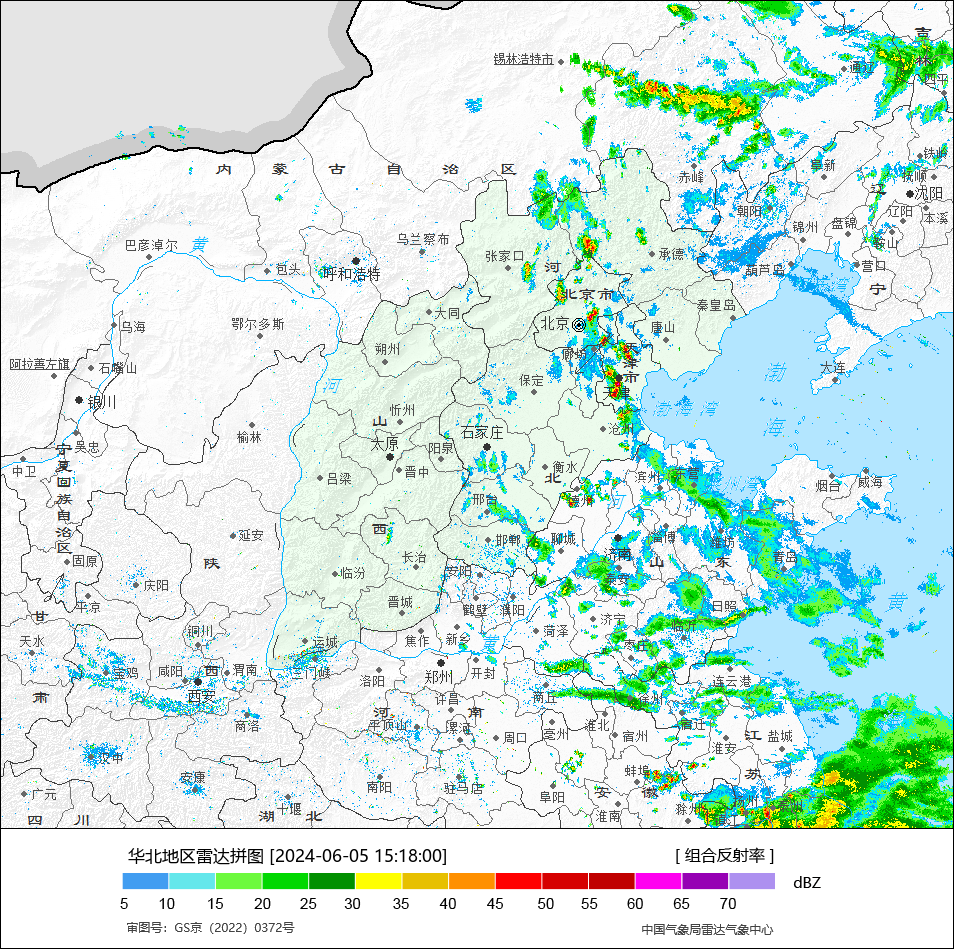 吉
林
锡林浩特市
通辽
四平
铁岭
内 蒙 古 自 治 区
赤峰
阜新
抚顺
沈阳
辽
朝阳
辽阳
本溪
锦州
盘锦
鞍山
乌兰察布
巴彦淖尔
黄
张家口
河
承德
葫芦岛
营口
宁
包头
呼和浩特
北京市
秦皇岛
大同
北京
唐山
乌海
鄂尔多斯
朔州
廊坊
天
津
市
天津
阿拉善左旗
石嘴山
河
保定
渤
大连
银川
忻州
山
渤海湾
海
榆林
太原
阳泉
石家庄
沧州
吴忠
宁
夏
回
族
自
治
区
中卫
晋中
吕梁
衡水
北
滨州
东营
烟台
威海
邢台
德州
西
延安
邯郸
聊城
济南
淄博
潍坊
青岛
固原
陕
长治
临汾
安阳
泰安
山 东
庆阳
平凉
晋城
鹤壁
濮阳
日照
黄
甘
济宁
铜川
运城
焦作
新乡
黄
菏泽
枣庄
临沂
天水
宝鸡
咸阳
西
渭南
三门峡
郑州
开封
连云港
肃
西安
洛阳
商丘
徐州
商洛
河 南
许昌
平顶山
漯河
周口
亳州
淮北
宿州
宿迁
淮安
江
盐城
汉中
安康
南阳
驻马店
阜阳
蚌埠
苏
广元
十堰
安 徽
淮南
滁州
扬州
四 川
湖 北
华北地区雷达拼图 [2024-06-05 15:18:00]
[ 组合反射率 ]
dBZ
5 10 15 20 25 30 35 40 45 50 55 60 65 70
审图号：GS京（2022）0372号
中国气象局雷达气象中心